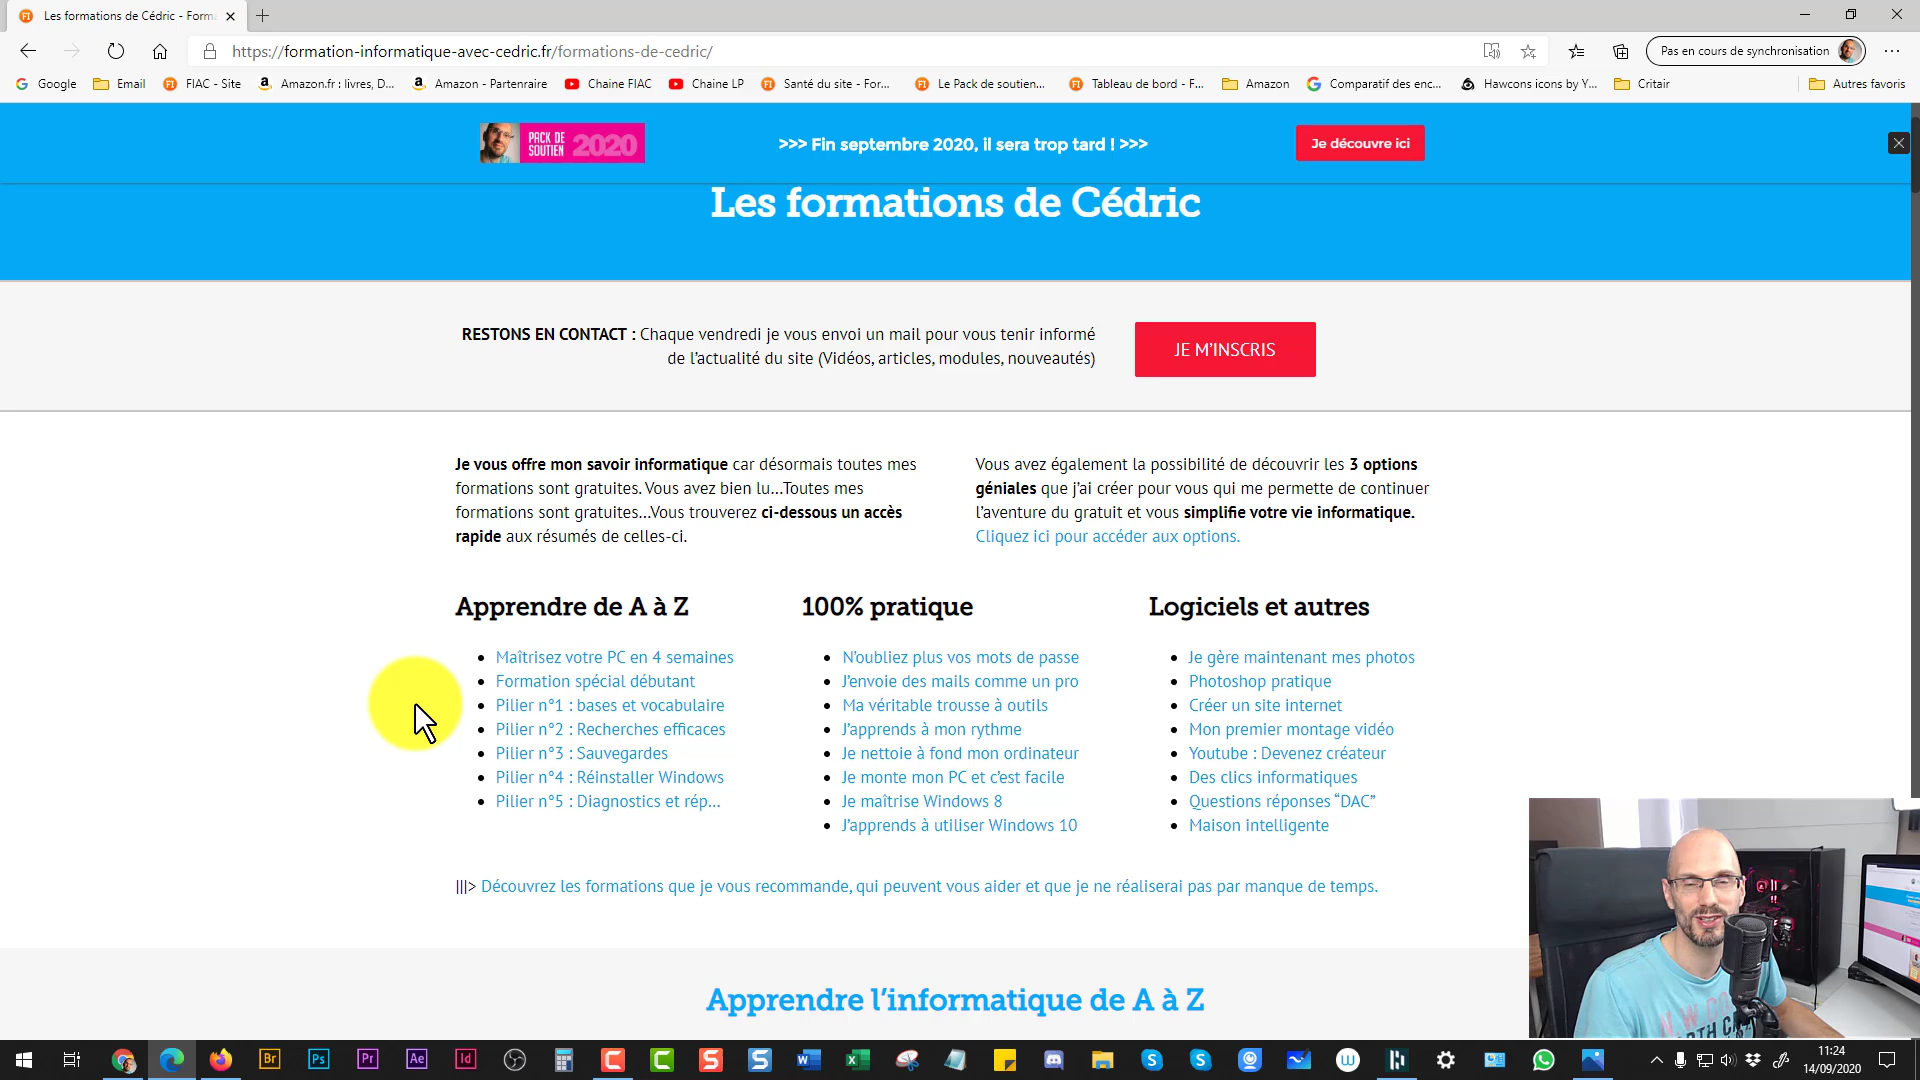 Les formations de Cédric - Form
https://formation-informatique-avec-cedric.fr/formations-de-cedric/
Pas en cours de synchronisation
Google
Email
FIAC - Site
Amazon.fr : livres, D...
Amazon - Partenraire
Chaine FIAC
Chaine LP
Santé du site - For...
Le Pack de soutien...
Tableau de bord - F...
Amazon
Comparatif des enc...
Hawcons icons by Y...
Critair
Autres favoris
PACK DE
SOUTIEN
2020
>>> Fin septembre 2020, il sera trop tard ! >>>
Je découvre ici
Les formations de Cédric
RESTONS EN CONTACT : Chaque vendredi je vous envoi un mail pour vous tenir informé
de l'actualité du site (Vidéos, articles, modules, nouveautés)
JE M'INSCRIS
Je vous offre mon savoir informatique car désormais toutes mes
formations sont gratuites. Vous avez bien lu...Toutes mes
formations sont gratuites...Vous trouverez ci-dessous un accès
rapide aux résumés de celles-ci.
Vous avez également la possibilité de découvrir les 3 options
géniales que j'ai créer pour vous qui me permette de continuer
l'aventure du gratuit et vous simplifie votre vie informatique.
Cliquez ici pour accéder aux options.
Apprendre de A à Z
Maîtrisez votre PC en 4 semaines
Formation spécial débutant
Pilier n°1 : bases et vocabulaire
Pilier n°2 : Recherches efficaces
Pilier n°3 : Sauvegardes
Pilier n°4 : Réinstaller Windows
Pilier n°5 : Diagnostics et rép...
100% pratique
N'oubliez plus vos mots de passe
J'envoie des mails comme un pro
Ma véritable trousse à outils
J'apprends à mon rythme
Je nettoie à fond mon ordinateur
Je monte mon PC et c'est facile
Je maîtrise Windows 8
J'apprends à utiliser Windows 10
Logiciels et autres
Je gère maintenant mes photos
Photoshop pratique
Créer un site internet
Mon premier montage vidéo
Youtube : Devenez créateur
Des clics informatiques
Questions réponses “DAC”
Maison intelligente
|||> Découvrez les formations que je vous recommande, qui peuvent vous aider et que je ne réaliserai pas par manque de temps.
Apprendre l'informatique de A à Z
Br
Ps
Pr
Ae
Id
11:24
14/09/2020